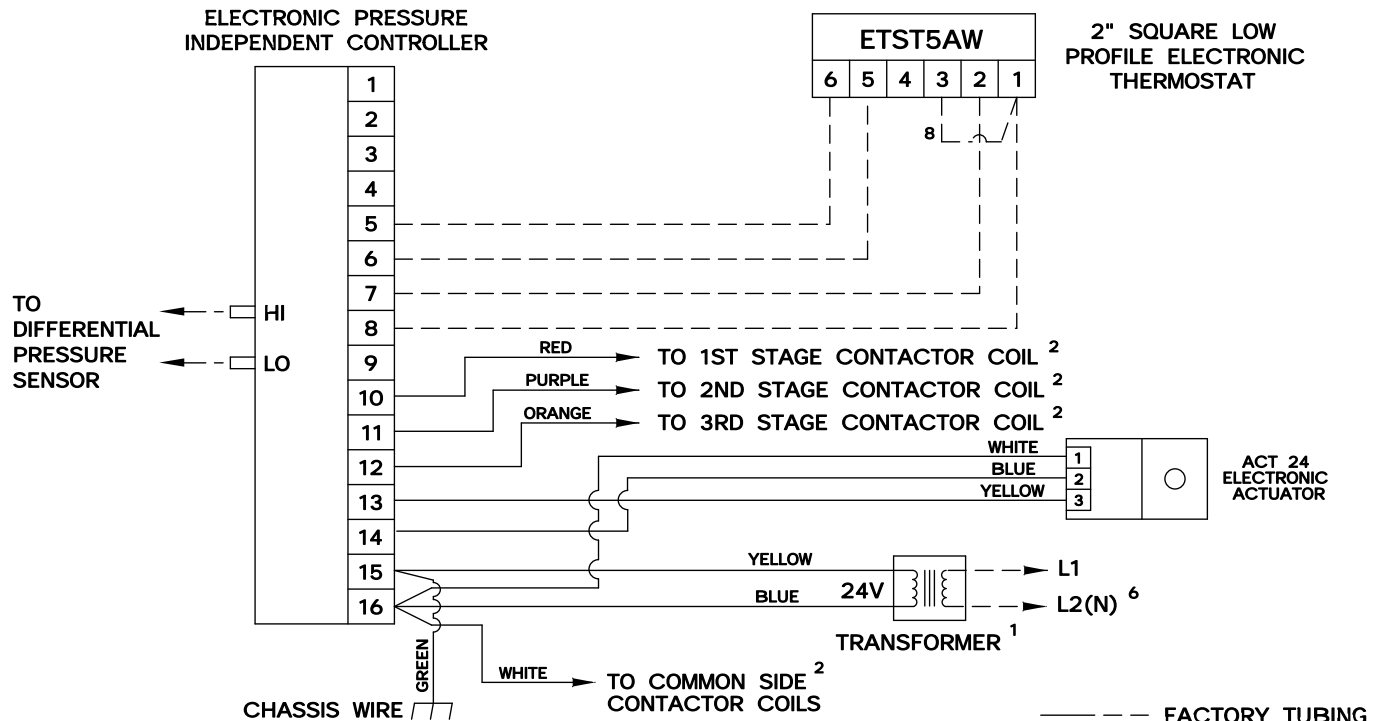 ELECTRONIC PRESSURE
INDEPENDENT CONTROLLER
1
2
3
4
5
6
7
8
9
10
11
12
13
14
15
16
HI
LO
TO
DIFFERENTIAL
PRESSURE
SENSOR
ETST5AW
6 5 4 3 2 1
8
2" SQUARE LOW
PROFILE ELECTRONIC
THERMOSTAT
RED
TO 1ST STAGE CONTACTOR COIL 2
PURPLE
TO 2ND STAGE CONTACTOR COIL 2
ORANGE
TO 3RD STAGE CONTACTOR COIL 2
WHITE
BLUE
YELLOW
1
2
3
ACT 24
ELECTRONIC
ACTUATOR
YELLOW
BLUE
24V
L1
L2(N) 6
TRANSFORMER 1
GREEN
WHITE
TO COMMON SIDE 2
CONTACTOR COILS
CHASSIS WIRE
FACTORY TUBING